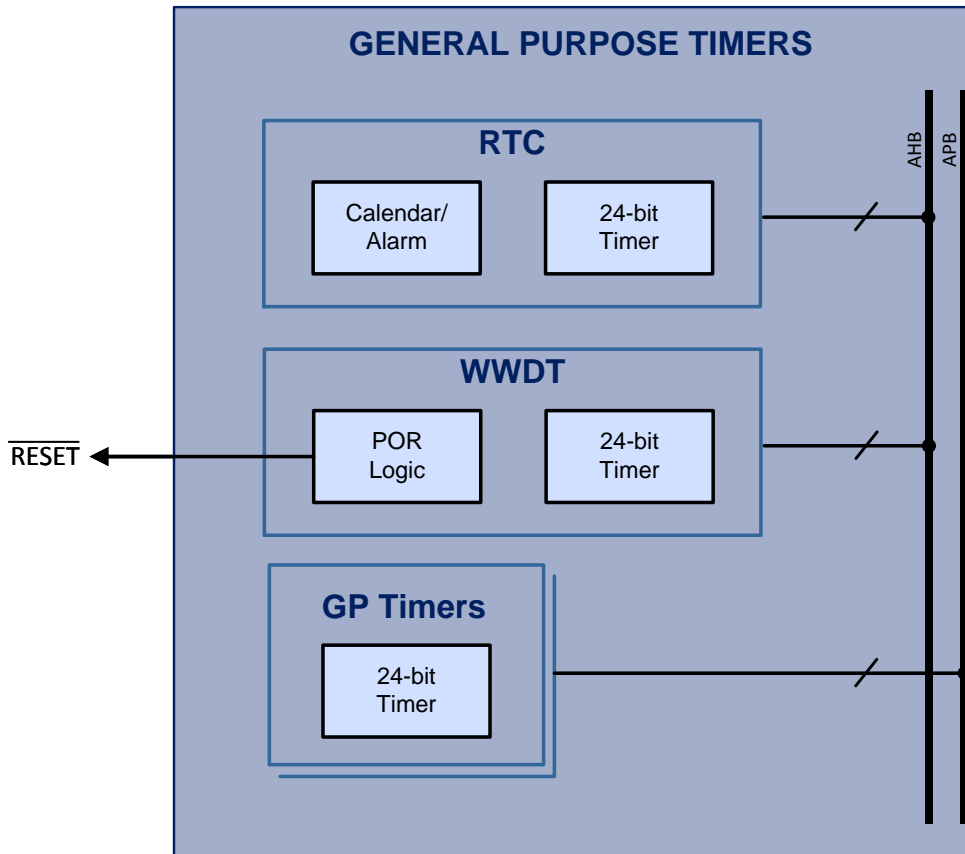 GENERAL PURPOSE TIMERS
AHB
APB
RTC
Calendar/
Alarm
24-bit
Timer
WWDT
POR
Logic
24-bit
Timer
RESET
GP Timers
24-bit
Timer